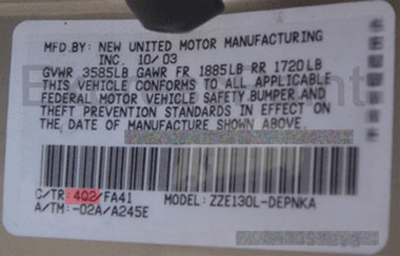 MFD.BY: NEW UNITED MOTOR MANUFACTURING
INC. 10/03
GVWR 3585LB GAWR FR 1885LB RR 1720LB
THIS VEHICLE CONFORMS TO ALL APPLICABLE
FEDERAL MOTOR VEHICLE SAFETY, BUMPER AND
THEFT PREVENTION STANDARDS IN EFFECT ON
THE DATE OF MANUFACTURE SHOWN ABOVE.
C/TR: 4Q2/FA41 MODEL: ZZE130L-DEPNKA
A/TM: -02A/A245E